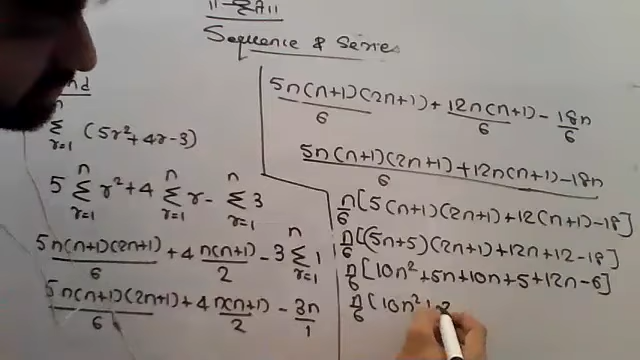 Sequence & Series
nd
n
∑ (5r²+4r-3)
r=1
n n n
5 ∑ r²+4 ∑ r- ∑ 3
r=1 r=1 r=1
5n(n+1)(2n+1)/6 + 4 n(n+1)/2 - 3 n∑r=1 1
5n(n+1)(2n+1)/6 + 4 n(n+1)/2 - 3n/1
5n(n+1)(2n+1)/6 + 12n(n+1)/6 - 18n/6
5n(n+1)(2n+1)+12n(n+1)-18n/6
n/6[5(n+1)(2n+1)+12(n+1)-18]
n/6[(5n+5)(2n+1)+12n+12-18]
n/6[10n²+5n+10n+5+12n-6]
n/6[10n²+2